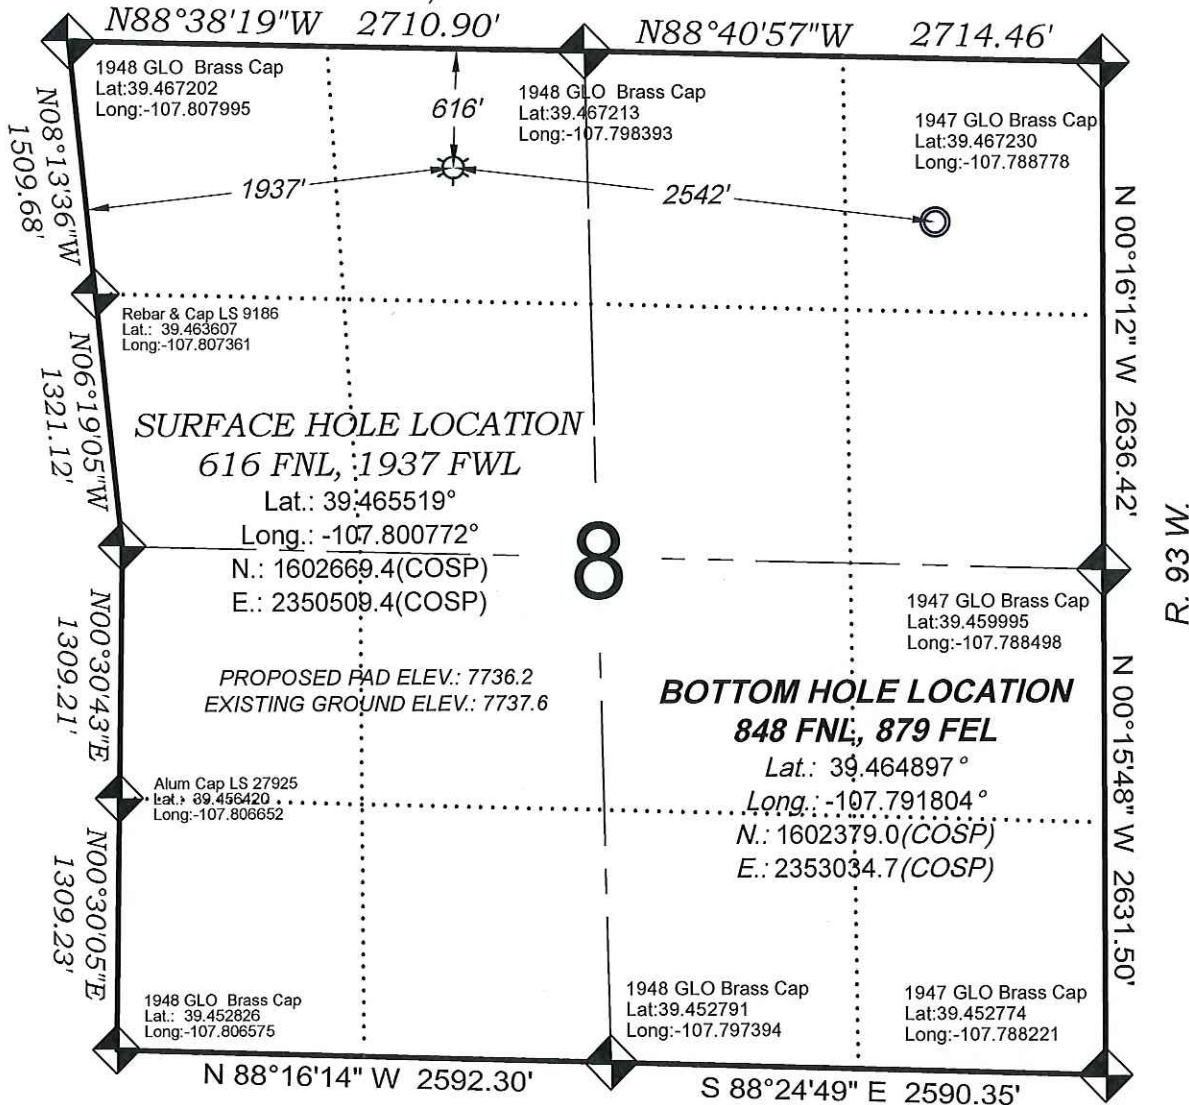 N88°38'19"W 2710.90'
N88°40'57"W 2714.46'
1948 GLO Brass Cap
Lat:39.467202
Long:-107.807995
616'
1948 GLO Brass Cap
Lat:39.467213
Long:-107.798393
1947 GLO Brass Cap
Lat:39.467230
Long:-107.788778
N08°13'36"W
1509.68'
1937'
2542'
N 00°16'12" W 2636.42'
Rebar & Cap LS 9186
Lat.: 39.463607
Long:-107.807361
N06°19'05"W
1321.12'
SURFACE HOLE LOCATION
616 FNL, 1937 FWL
Lat.: 39.465519°
Long.: -107.800772°
N.: 1602669.4(COSP)
E.: 2350509.4(COSP)
8
R. 93 W.
1947 GLO Brass Cap
Lat:39.459995
Long:-107.788498
N00°30'43"E
1309.21'
PROPOSED PAD ELEV.: 7736.2
EXISTING GROUND ELEV.: 7737.6
BOTTOM HOLE LOCATION
848 FNL, 879 FEL
Lat.: 39.464897°
Long.: -107.791804°
N.: 1602379.0(COSP)
E.: 2353034.7(COSP)
N 00°15'48" W 2631.50'
Alum Cap LS 27925
Lat.: 39.456420
Long:-107.806652
N00°30'05"E
1309.23'
1948 GLO Brass Cap
Lat.: 39.452826
Long:-107.806575
1948 GLO Brass Cap
Lat:39.452791
Long:-107.797394
1947 GLO Brass Cap
Lat:39.452774
Long:-107.788221
N 88°16'14" W 2592.30'
S 88°24'49" E 2590.35'